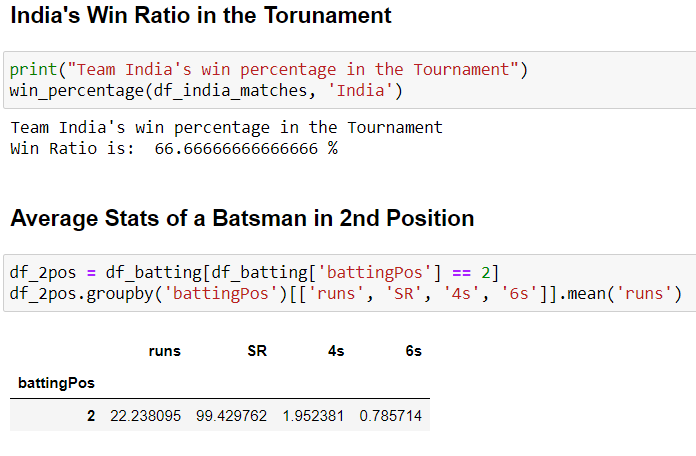 India's Win Ratio in the Torunament
print("Team India's win percentage in the Tournament")
win_percentage(df_india_matches, 'India')
Team India's win percentage in the Tournament
Win Ratio is:  66.66666666666666 %
Average Stats of a Batsman in 2nd Position
df_2pos = df_batting[df_batting['battingPos'] == 2]
df_2pos.groupby('battingPos')[['runs', 'SR', '4s', '6s']].mean('runs')
runs SR 4s 6s
battingPos
2 22.238095 99.429762 1.952381 0.785714